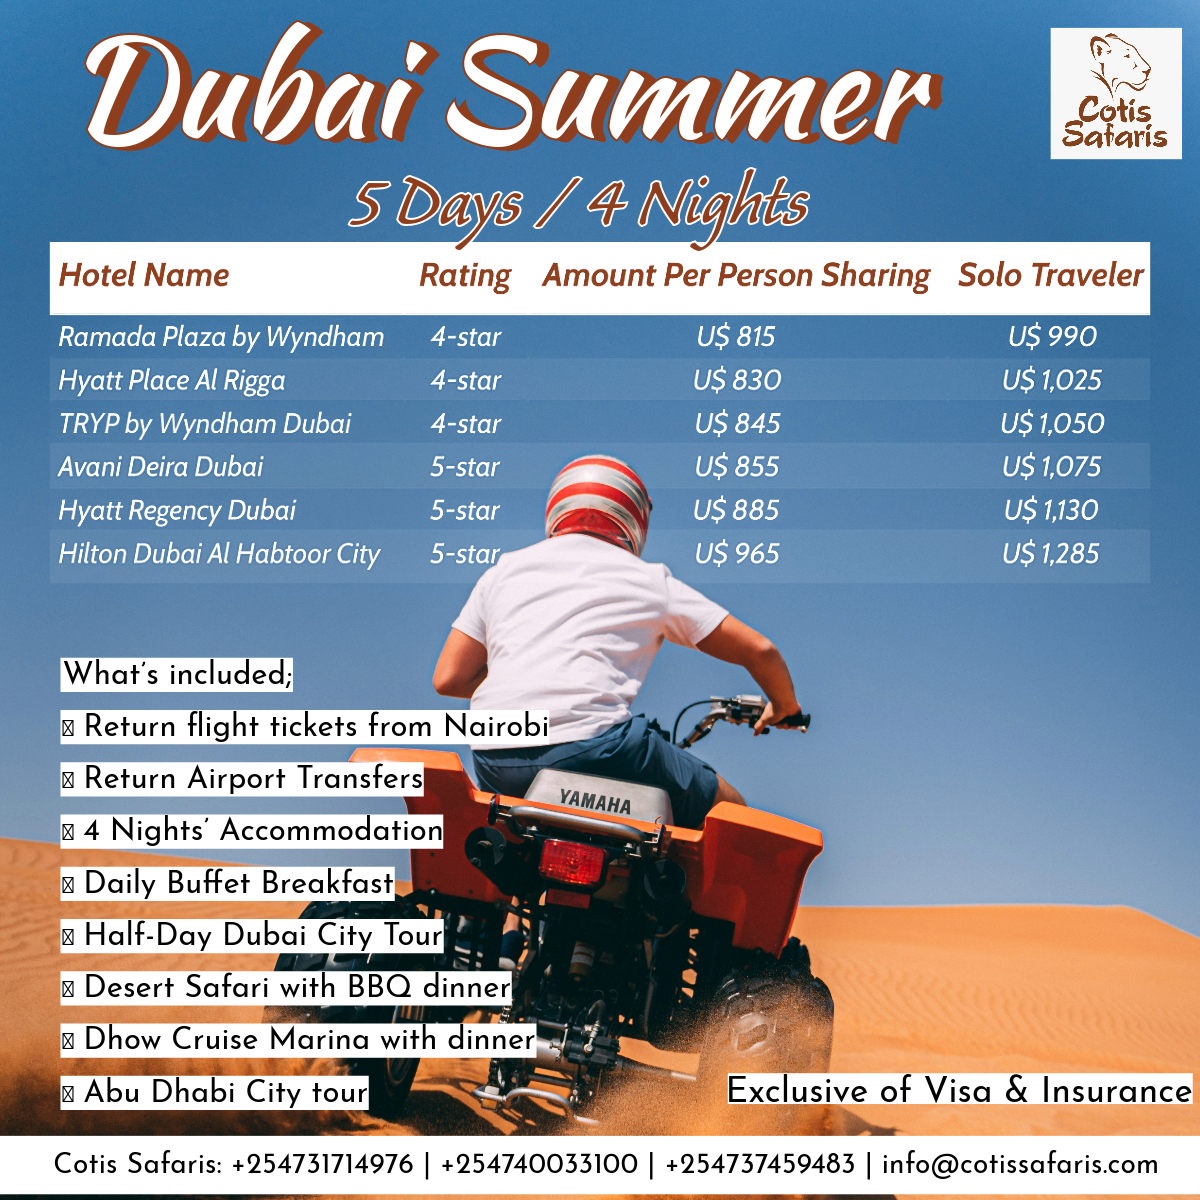 Dubai Summer
Cotis
Safaris
5 Days / 4 Nights
Hotel Name Rating Amount Per Person Sharing Solo Traveler
Ramada Plaza by Wyndham 4-star U$ 815 U$ 990
Hyatt Place Al Rigga 4-star U$ 830 U$ 1,025
TRYP by Wyndham Dubai 4-star U$ 845 U$ 1,050
Avani Deira Dubai 5-star U$ 855 U$ 1,075
Hyatt Regency Dubai 5-star U$ 885 U$ 1,130
Hilton Dubai Al Habtoor City 5-star U$ 965 U$ 1,285
What's included;
Return flight tickets from Nairobi
Return Airport Transfers
YAMAHA
4 Nights' Accommodation
Daily Buffet Breakfast
Half-Day Dubai City Tour
Desert Safari with BBQ dinner
Dhow Cruise Marina with dinner
Abu Dhabi City tour
Exclusive of Visa & Insurance
Cotis Safaris: +254731714976 | +254740033100 | +254737459483 | info@cotissafaris.com